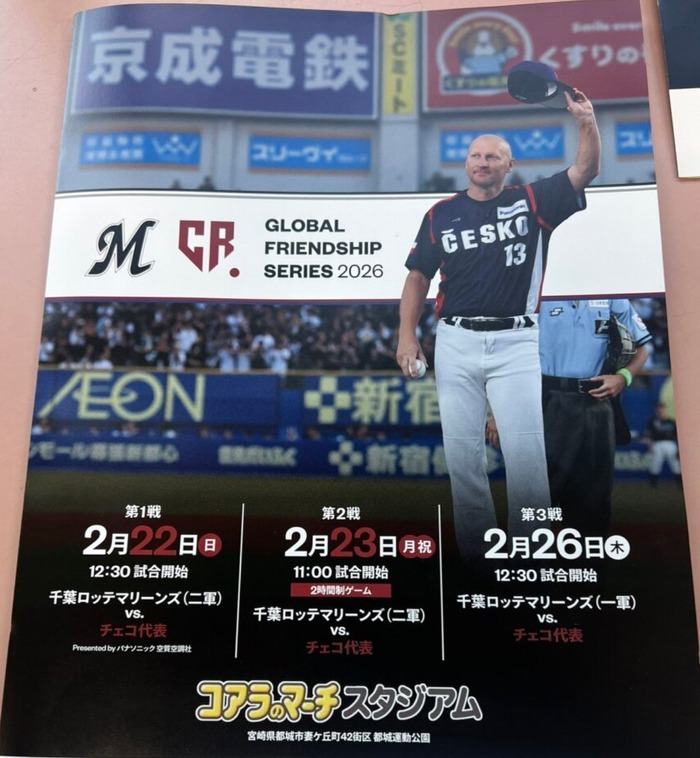 京成電鉄
SCミート
くすりの
スリーヴィ
M
CR.
GLOBAL
FRIENDSHIP
SERIES 2026
Panasonic
ČESKO
13
AEON
新宿
モール幕張新都心
新宿
第1戦
2月22日(日)
12:30 試合開始
千葉ロッテマリーンズ(二軍)
vs.
チェコ代表
Presented by パナソニック 空質空調社
第2戦
2月23日(月祝)
11:00 試合開始
2時間制ゲーム
千葉ロッテマリーンズ(二軍)
vs.
チェコ代表
第3戦
2月26日(木)
12:30 試合開始
千葉ロッテマリーンズ(一軍)
vs.
チェコ代表
コアラのマーチスタジアム
宮崎県都城市妻ケ丘町42街区 都城運動公園